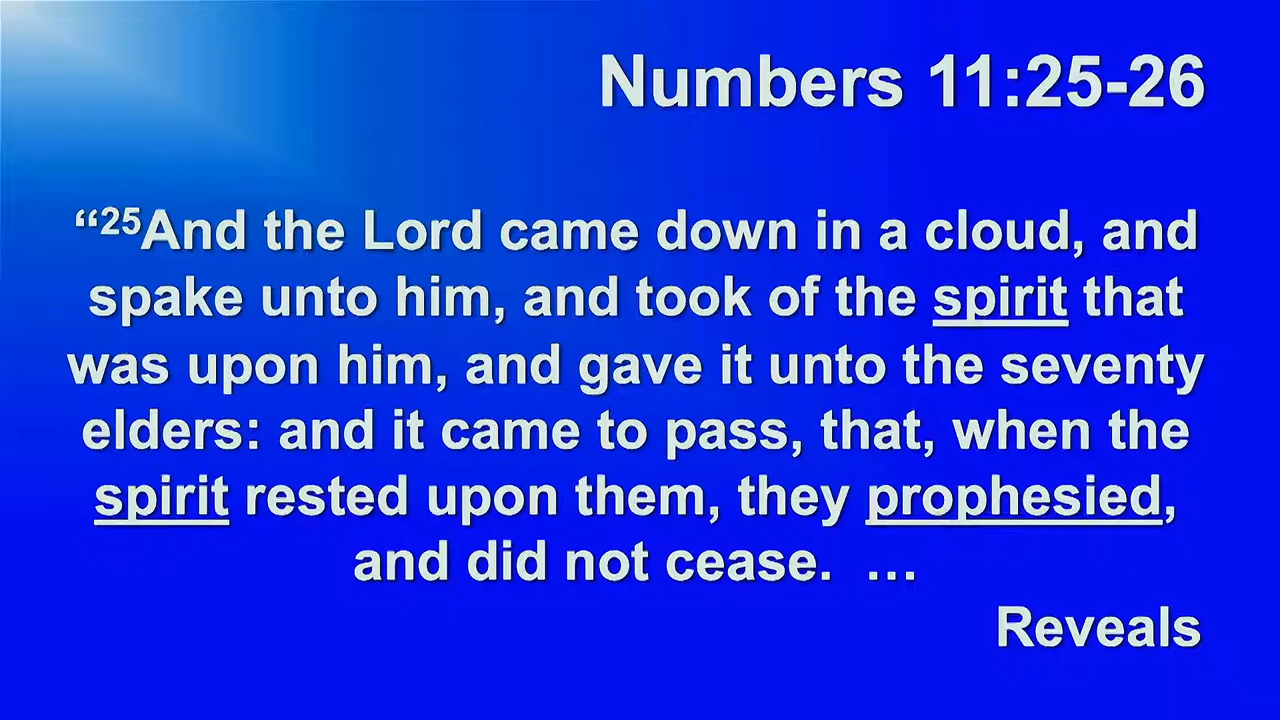 Numbers 11:25-26
“25And the Lord came down in a cloud, and
spake unto him, and took of the spirit that
was upon him, and gave it unto the seventy
elders: and it came to pass, that, when the
spirit rested upon them, they prophesied,
and did not cease.  …
Reveals